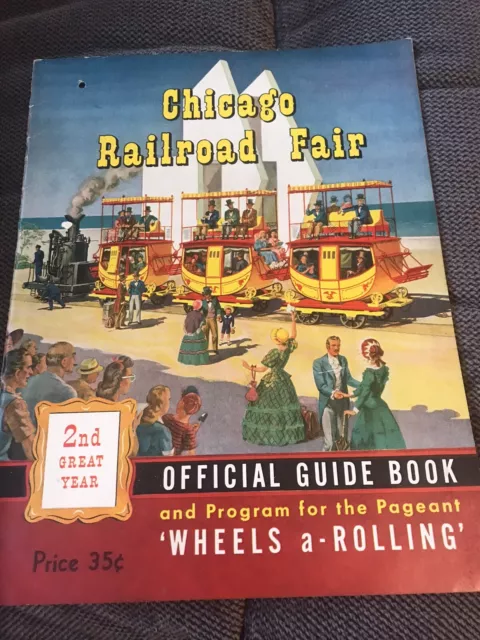 Chicago
Railroad Fair
2nd
GREAT
YEAR
OFFICIAL GUIDE BOOK
and Program for the Pageant
'WHEELS a-ROLLING'
Price 35¢